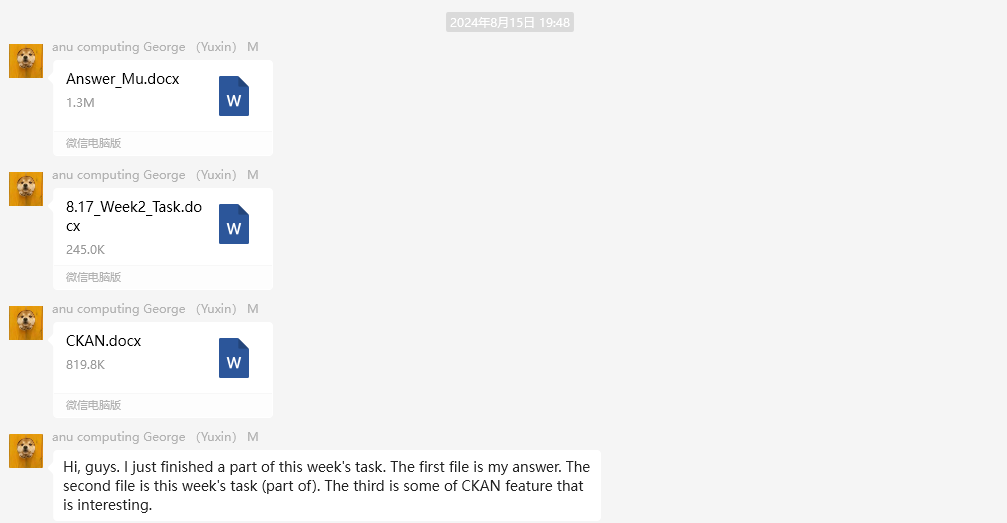 2024年8月15日 19:48
anu computing George （Yuxin） M
Answer_Mu.docx
1.3M
W
微信电脑版
anu computing George （Yuxin） M
8.17_Week2_Task.do
cx
245.0K
W
微信电脑版
anu computing George （Yuxin） M
CKAN.docx
819.8K
W
微信电脑版
anu computing George （Yuxin） M
Hi, guys. I just finished a part of this week's task. The first file is my answer. The
second file is this week's task (part of). The third is some of CKAN feature that
is interesting.